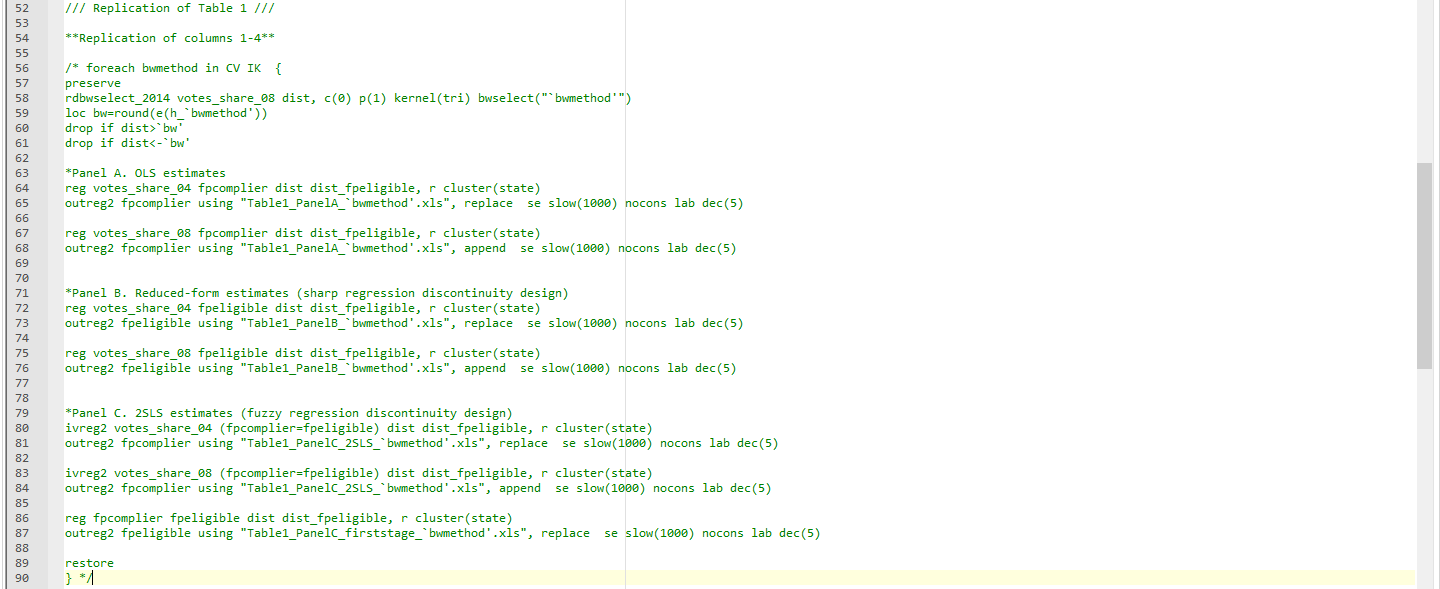 52 /// Replication of Table 1 ///
53
54 **Replication of columns 1-4**
55
56 /* foreach bwmethod in CV IK  {
57 preserve
58 rdbwselect_2014 votes_share_08 dist, c(0) p(1) kernel(tri) bwselect("`bwmethod'")
59 loc bw=round(e(h_`bwmethod'))
60 drop if dist>`bw'
61 drop if dist<-`bw'
62
63 *Panel A. OLS estimates
64 reg votes_share_04 fpcomplier dist dist_fpeligible, r cluster(state)
65 outreg2 fpcomplier using "Table1_PanelA_`bwmethod'.xls", replace  se slow(1000) nocons lab dec(5)
66
67 reg votes_share_08 fpcomplier dist dist_fpeligible, r cluster(state)
68 outreg2 fpcomplier using "Table1_PanelA_`bwmethod'.xls", append  se slow(1000) nocons lab dec(5)
69
70
71 *Panel B. Reduced-form estimates (sharp regression discontinuity design)
72 reg votes_share_04 fpeligible dist dist_fpeligible, r cluster(state)
73 outreg2 fpeligible using "Table1_PanelB_`bwmethod'.xls", replace  se slow(1000) nocons lab dec(5)
74
75 reg votes_share_08 fpeligible dist dist_fpeligible, r cluster(state)
76 outreg2 fpeligible using "Table1_PanelB_`bwmethod'.xls", append  se slow(1000) nocons lab dec(5)
77
78
79 *Panel C. 2SLS estimates (fuzzy regression discontinuity design)
80 ivreg2 votes_share_04 (fpcomplier=fpeligible) dist dist_fpeligible, r cluster(state)
81 outreg2 fpcomplier using "Table1_PanelC_2SLS_`bwmethod'.xls", replace  se slow(1000) nocons lab dec(5)
82
83 ivreg2 votes_share_08 (fpcomplier=fpeligible) dist dist_fpeligible, r cluster(state)
84 outreg2 fpcomplier using "Table1_PanelC_2SLS_`bwmethod'.xls", append  se slow(1000) nocons lab dec(5)
85
86 reg fpcomplier fpeligible dist dist_fpeligible, r cluster(state)
87 outreg2 fpeligible using "Table1_PanelC_firststage_`bwmethod'.xls", replace  se slow(1000) nocons lab dec(5)
88
89 restore
90 } */